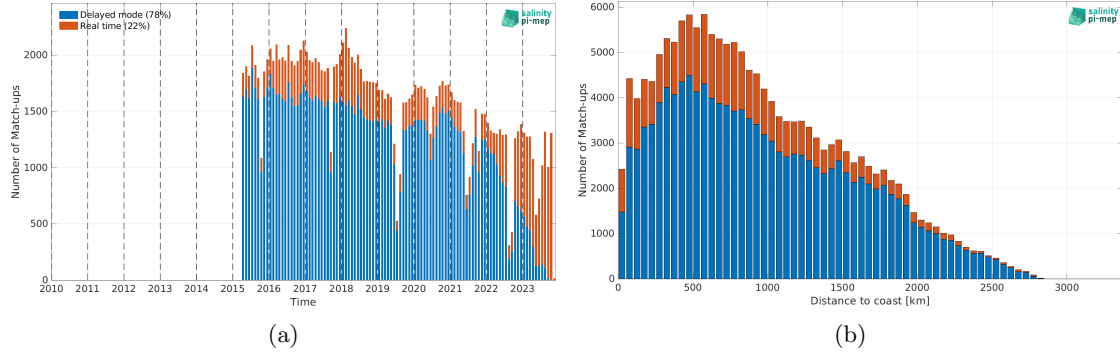 Delayed mode (78%)
Real time (22%)
salinity
pi-mep
Number of Match-ups
2000
1500
1000
500
0
2010 2011 2012 2013 2014 2015 2016 2017 2018 2019 2020 2021 2022 2023
Time
(a)
salinity
pi-mep
Number of Match-ups
6000
5000
4000
3000
2000
1000
0
0 500 1000 1500 2000 2500 3000
Distance to coast [km]
(b)